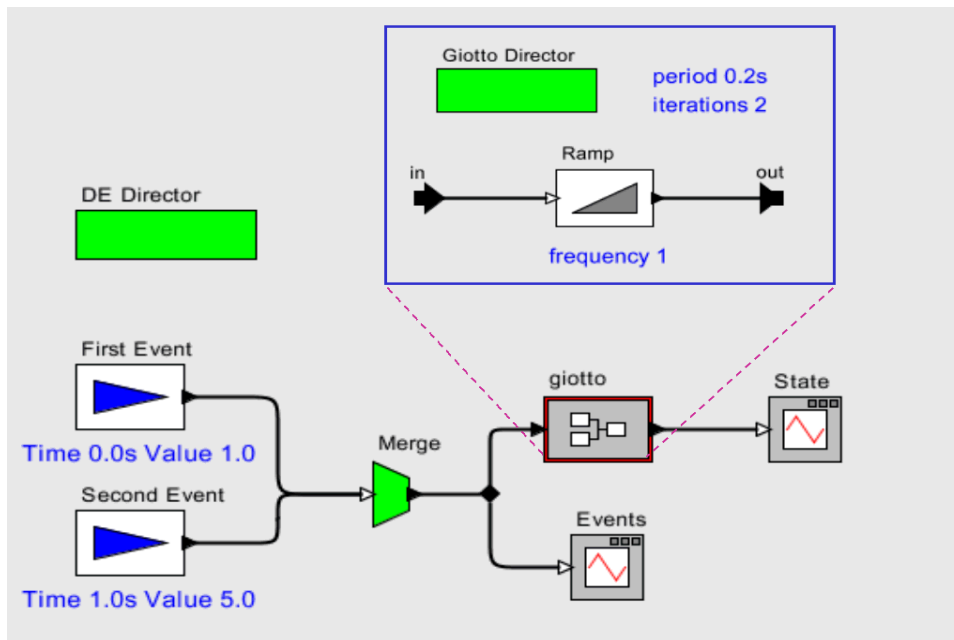 Giotto Director
period 0.2s
iterations 2
in
Ramp
out
frequency 1
DE Director
First Event
Time 0.0s Value 1.0
Second Event
Time 1.0s Value 5.0
Merge
giotto
State
Events